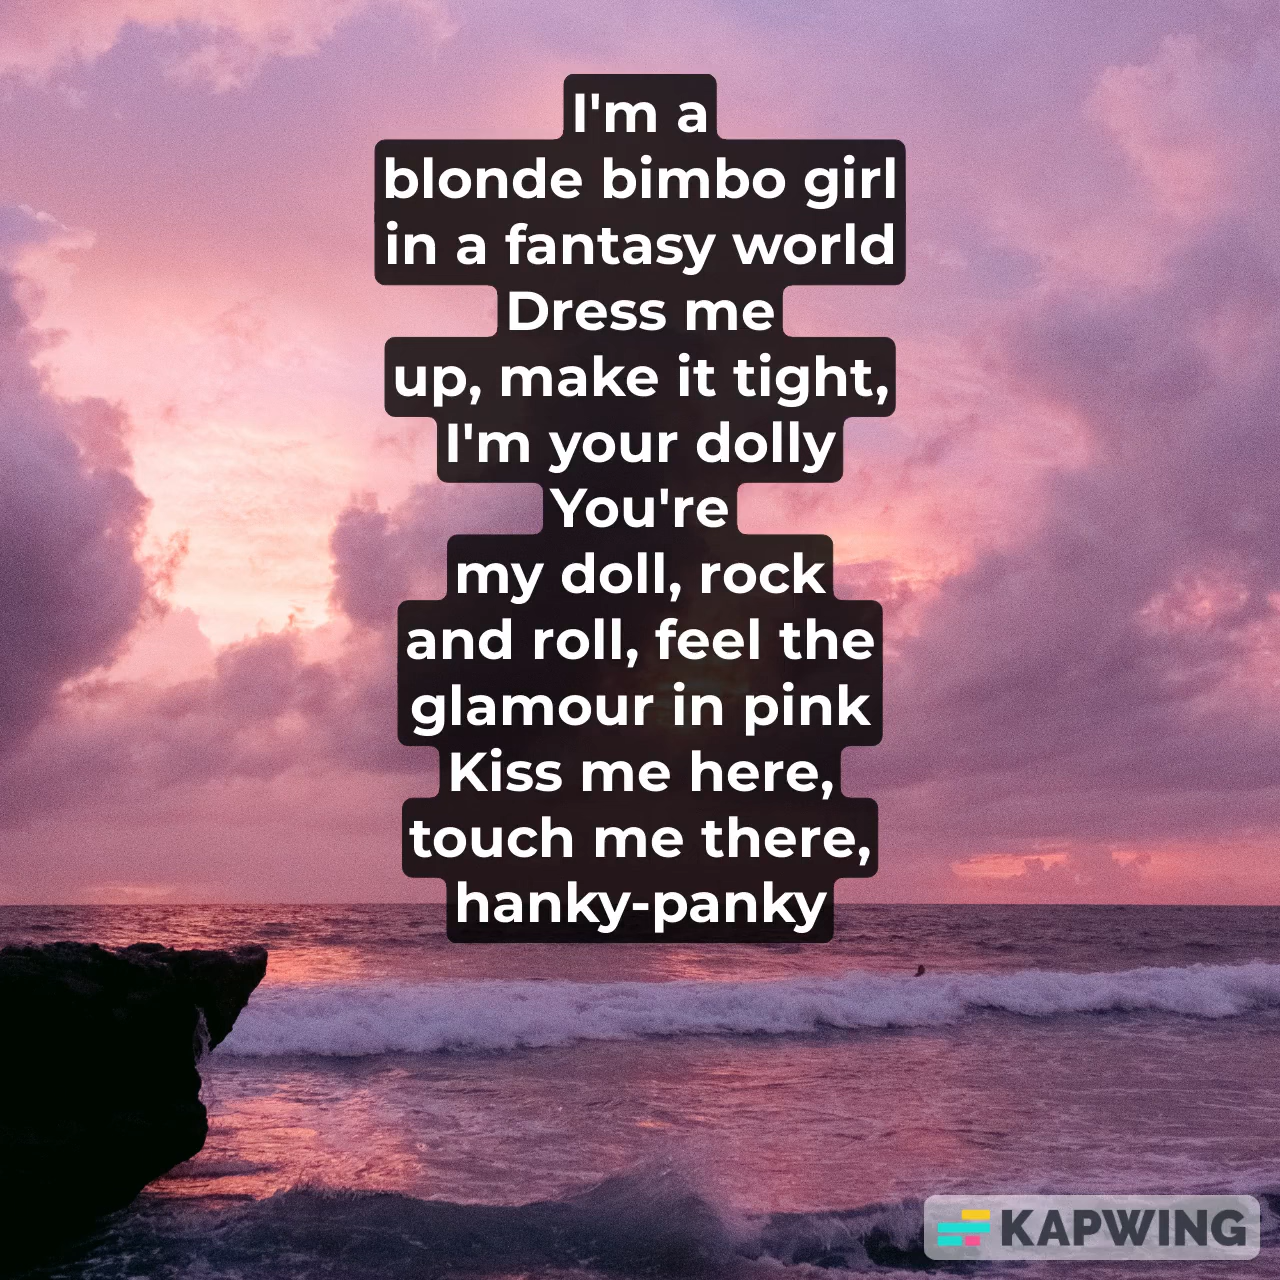 I'm a
blonde bimbo girl
in a fantasy world
Dress me
up, make it tight,
I'm your dolly
You're
my doll, rock
and roll, feel the
glamour in pink
Kiss me here,
touch me there,
hanky-panky
KAPWING